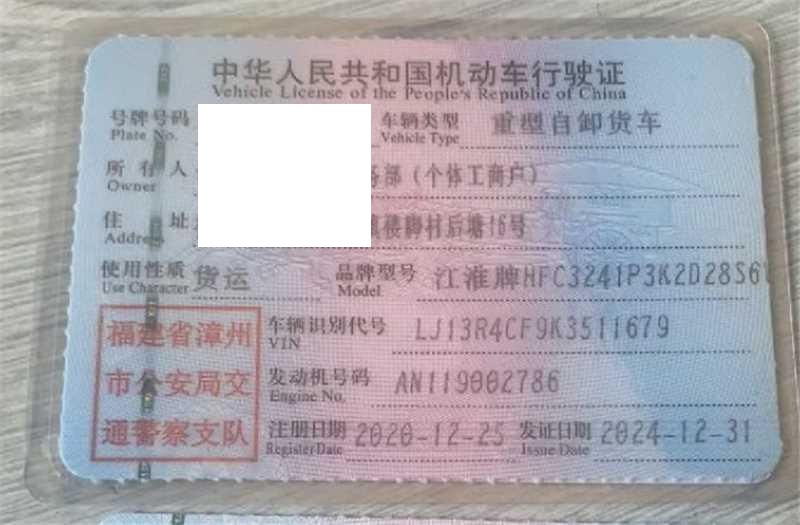 中华人民共和国机动车行驶证
Vehicle License of the People's Republic of China
号牌号码 车辆类型 重型自卸货车
Plate No. Vehicle Type
所有人 务部（个体工商户）
Owner
住址 楼脚村后塘16号
Address
使用性质 货运 品牌型号 江淮牌HFC3241P3K2D28S6
Use Character Model
福建省漳州
市公安局交
通警察支队
车辆识别代号 LJ13R4CF9K3511679
VIN
发动机号码 AN119002786
Engine No.
注册日期 2020-12-25 发证日期 2024-12-31
Register Date Issue Date